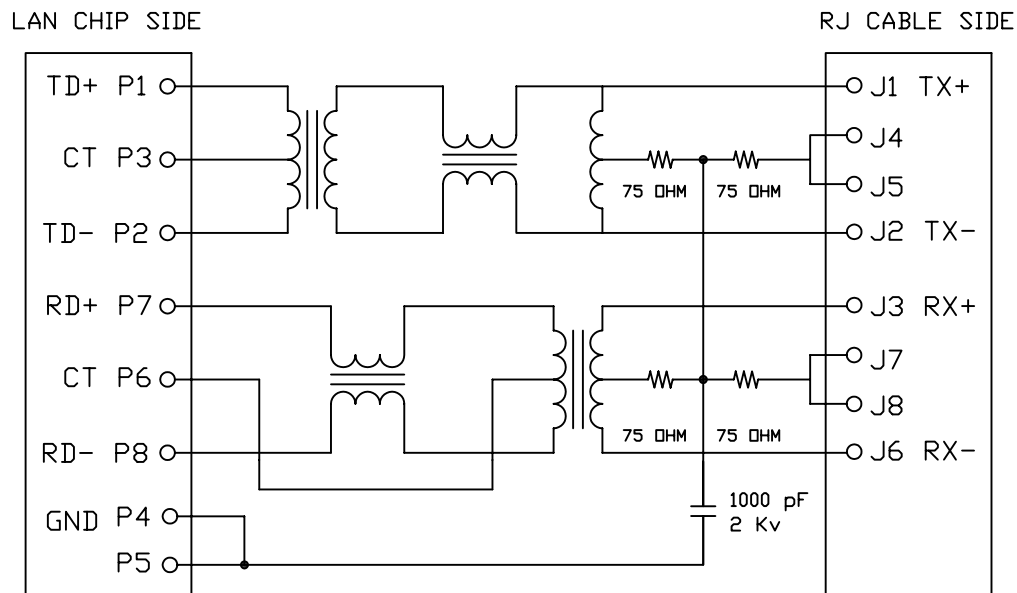 LAN CHIP SIDE
RJ CABLE SIDE
TD+ P1
J1 TX+
J4
CT P3
75 OHM 75 OHM
J5
TD- P2
J2 TX-
RD+ P7
J3 RX+
J7
CT P6
J8
75 OHM 75 OHM
RD- P8
J6 RX-
1000 pF
2 Kv
GND P4
P5